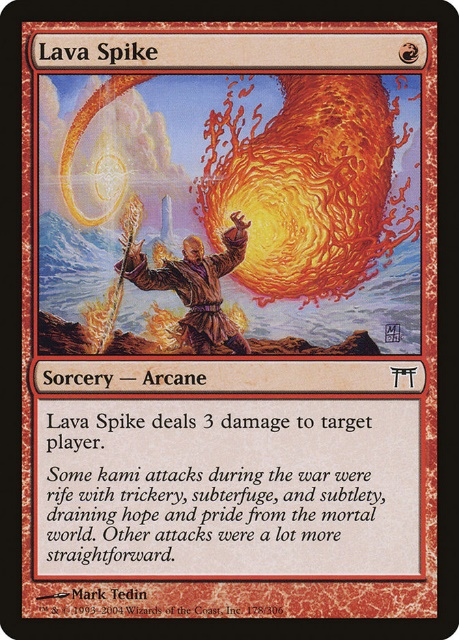 Lava Spike
Sorcery — Arcane
Lava Spike deals 3 damage to target
player.
Some kami attacks during the war were
rife with trickery, subterfuge, and subtlety,
draining hope and pride from the mortal
world. Other attacks were a lot more
straightforward.
Mark Tedin
™ & © 1993–2004 Wizards of the Coast, Inc. 178/306